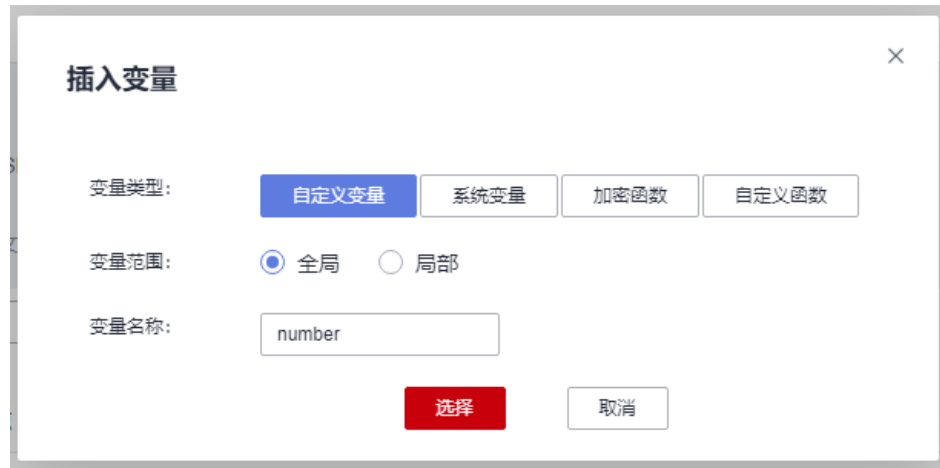 插入变量
变量类型: 自定义变量 系统变量 加密函数 自定义函数
变量范围: 全局 局部
变量名称: number
选择 取消